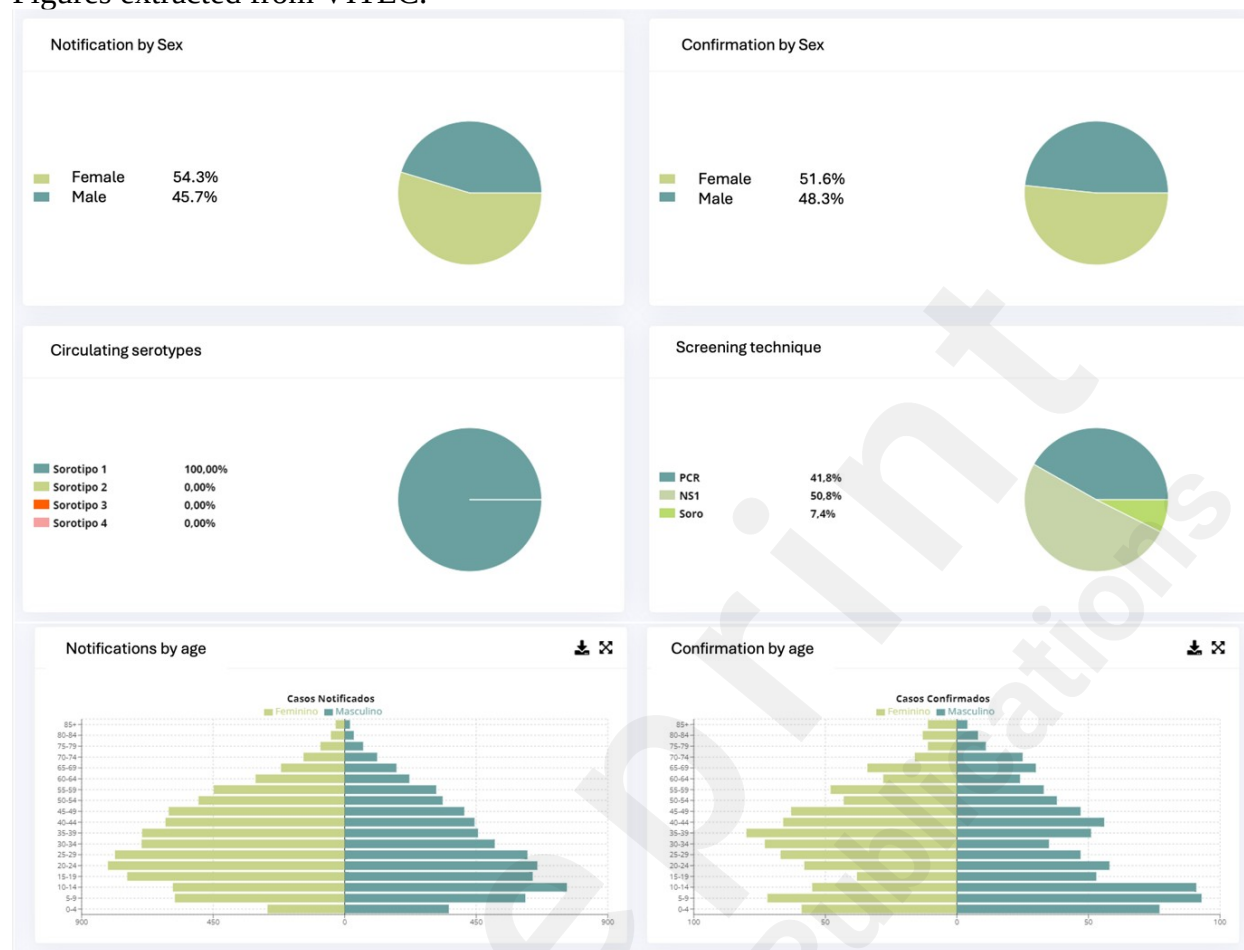 Figures extracted from VITEC.
Notification by Sex
Female 54.3%
Male 45.7%
Confirmation by Sex
Female 51.6%
Male 48.3%
Circulating serotypes
Sorotipo 1 100,00%
Sorotipo 2 0,00%
Sorotipo 3 0,00%
Sorotipo 4 0,00%
Screening technique
PCR 41,8%
NS1 50,8%
Soro 7,4%
Notifications by age
Casos Notificados
Feminino Masculino
85+
80-84
75-79
70-74
65-69
60-64
55-59
50-54
45-49
40-44
35-39
30-34
25-29
20-24
15-19
10-14
5-9
0-4
900 450 0 450 900
Confirmation by age
Casos Confirmados
Feminino Masculino
85+
80-84
75-79
70-74
65-69
60-64
55-59
50-54
45-49
40-44
35-39
30-34
25-29
20-24
15-19
10-14
5-9
0-4
100 50 0 50 100
eprint
ublications